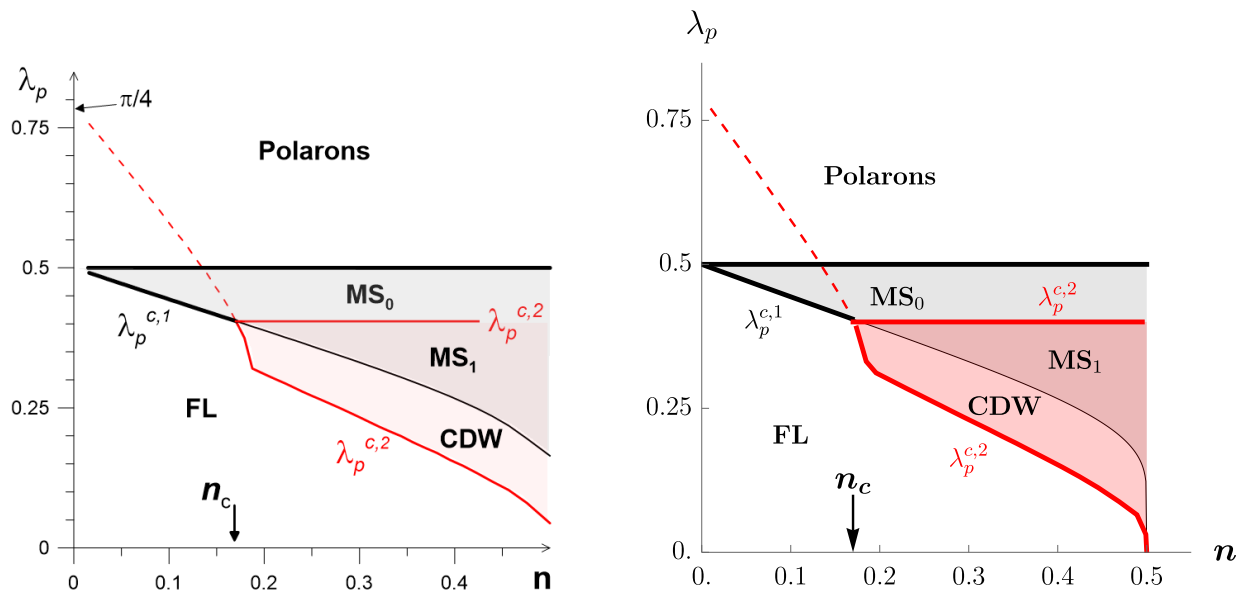 λp
π/4
0.75
Polarons
0.5
MS0
λp c,1
λp c,2
MS1
0.25
FL
CDW
λp c,2
nc
0
0 0.1 0.2 0.3 0.4 n
λp
0.75
Polarons
0.5
MS0
λp c,2
λp c,1
MS1
0.25
CDW
FL
λp c,2
nc
0.
n
0. 0.1 0.2 0.3 0.4 0.5